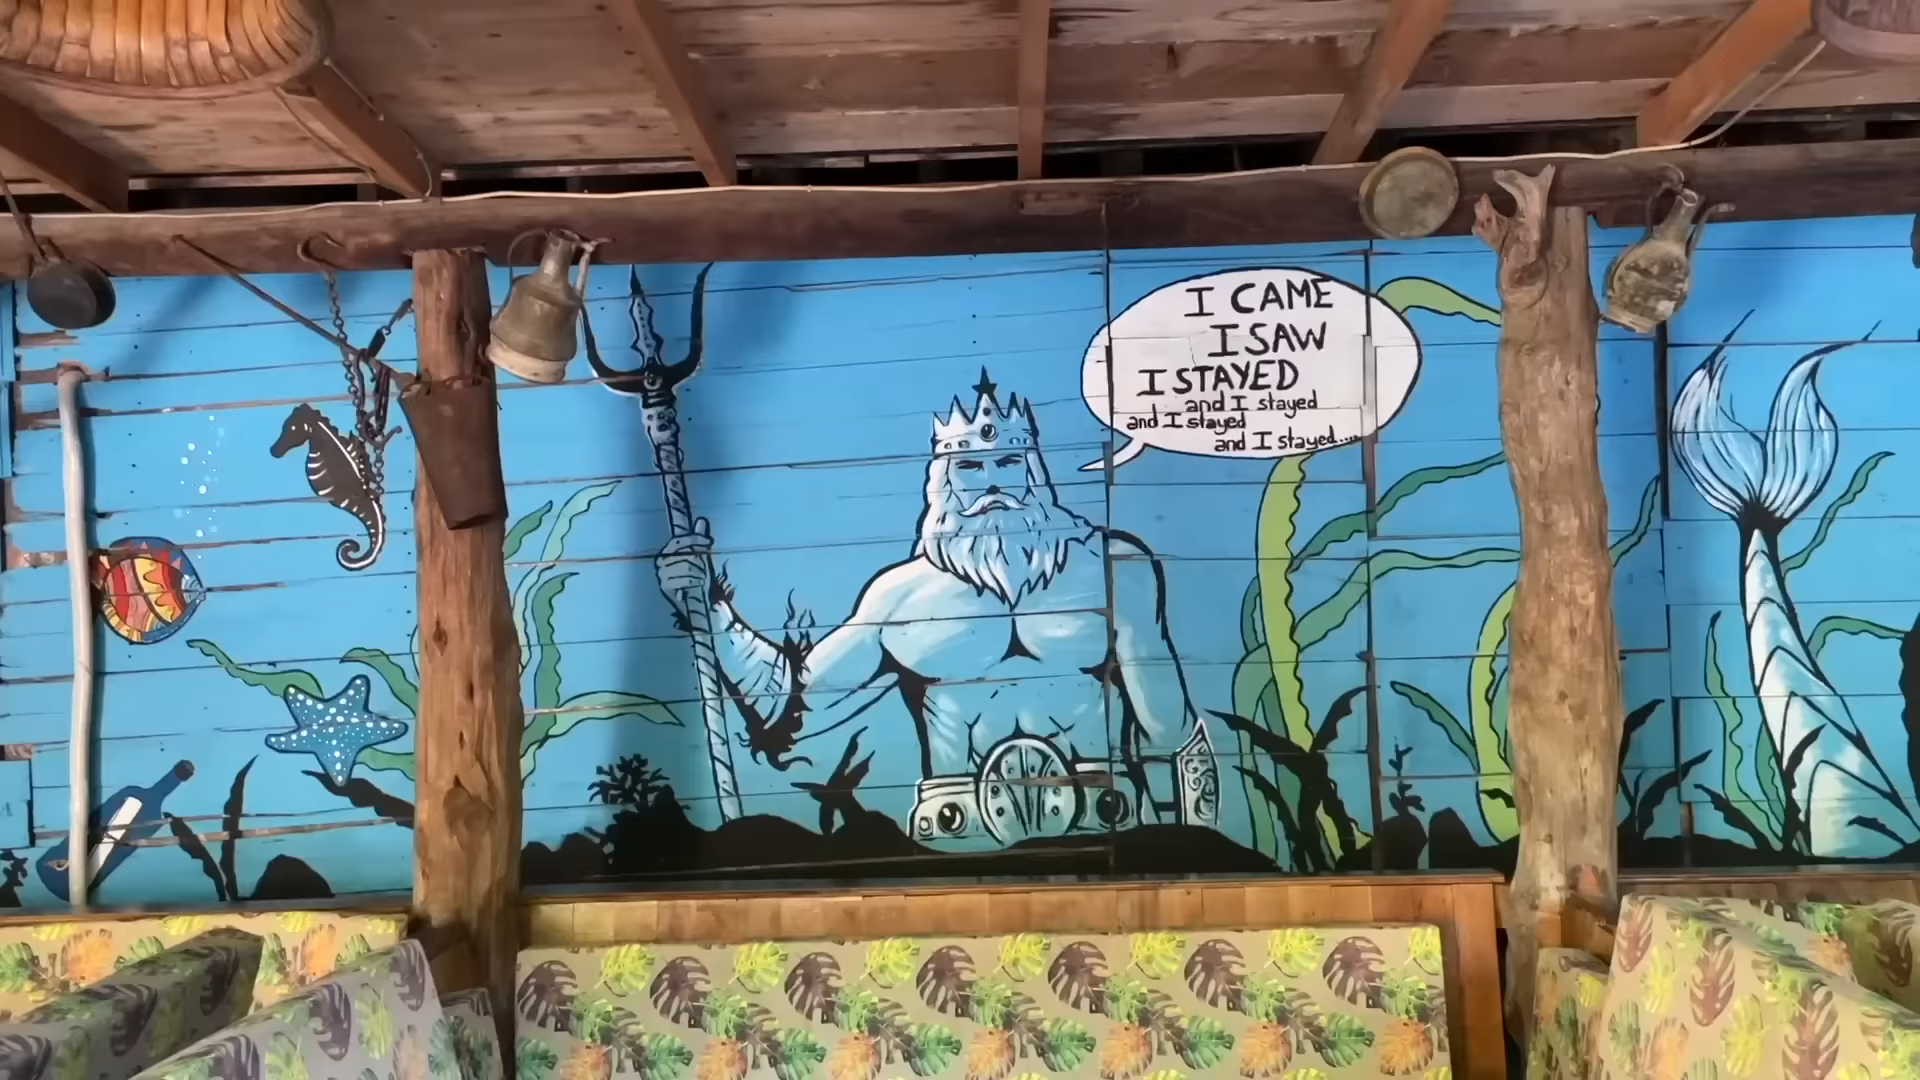 I CAME
I SAW
I STAYED
and I stayed
and I stayed
and I stayed....